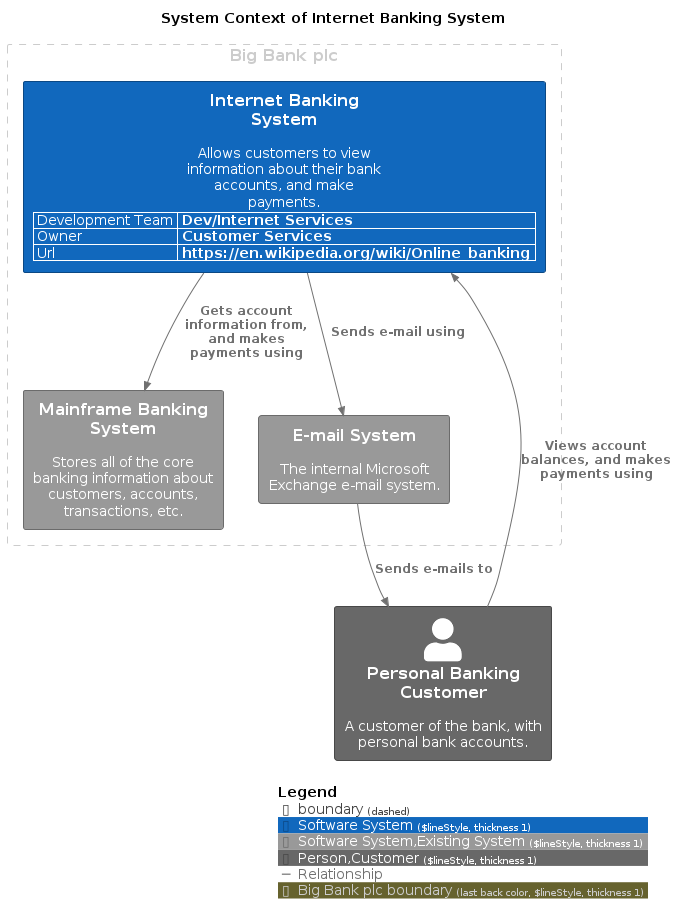 System Context of Internet Banking System
Big Bank plc
Internet Banking
System
Allows customers to view
information about their bank
accounts, and make
payments.
Development Team Dev/Internet Services
Owner Customer Services
Url https://en.wikipedia.org/wiki/Online_banking
Gets account
information from,
and makes
payments using
Sends e-mail using
Mainframe Banking
System
Stores all of the core
banking information about
customers, accounts,
transactions, etc.
E-mail System
The internal Microsoft
Exchange e-mail system.
Views account
balances, and makes
payments using
Sends e-mails to
Personal Banking
Customer
A customer of the bank, with
personal bank accounts.
Legend
boundary (dashed)
Software System ($lineStyle, thickness 1)
Software System,Existing System ($lineStyle, thickness 1)
Person,Customer ($lineStyle, thickness 1)
Relationship
Big Bank plc boundary (last back color, $lineStyle, thickness 1)